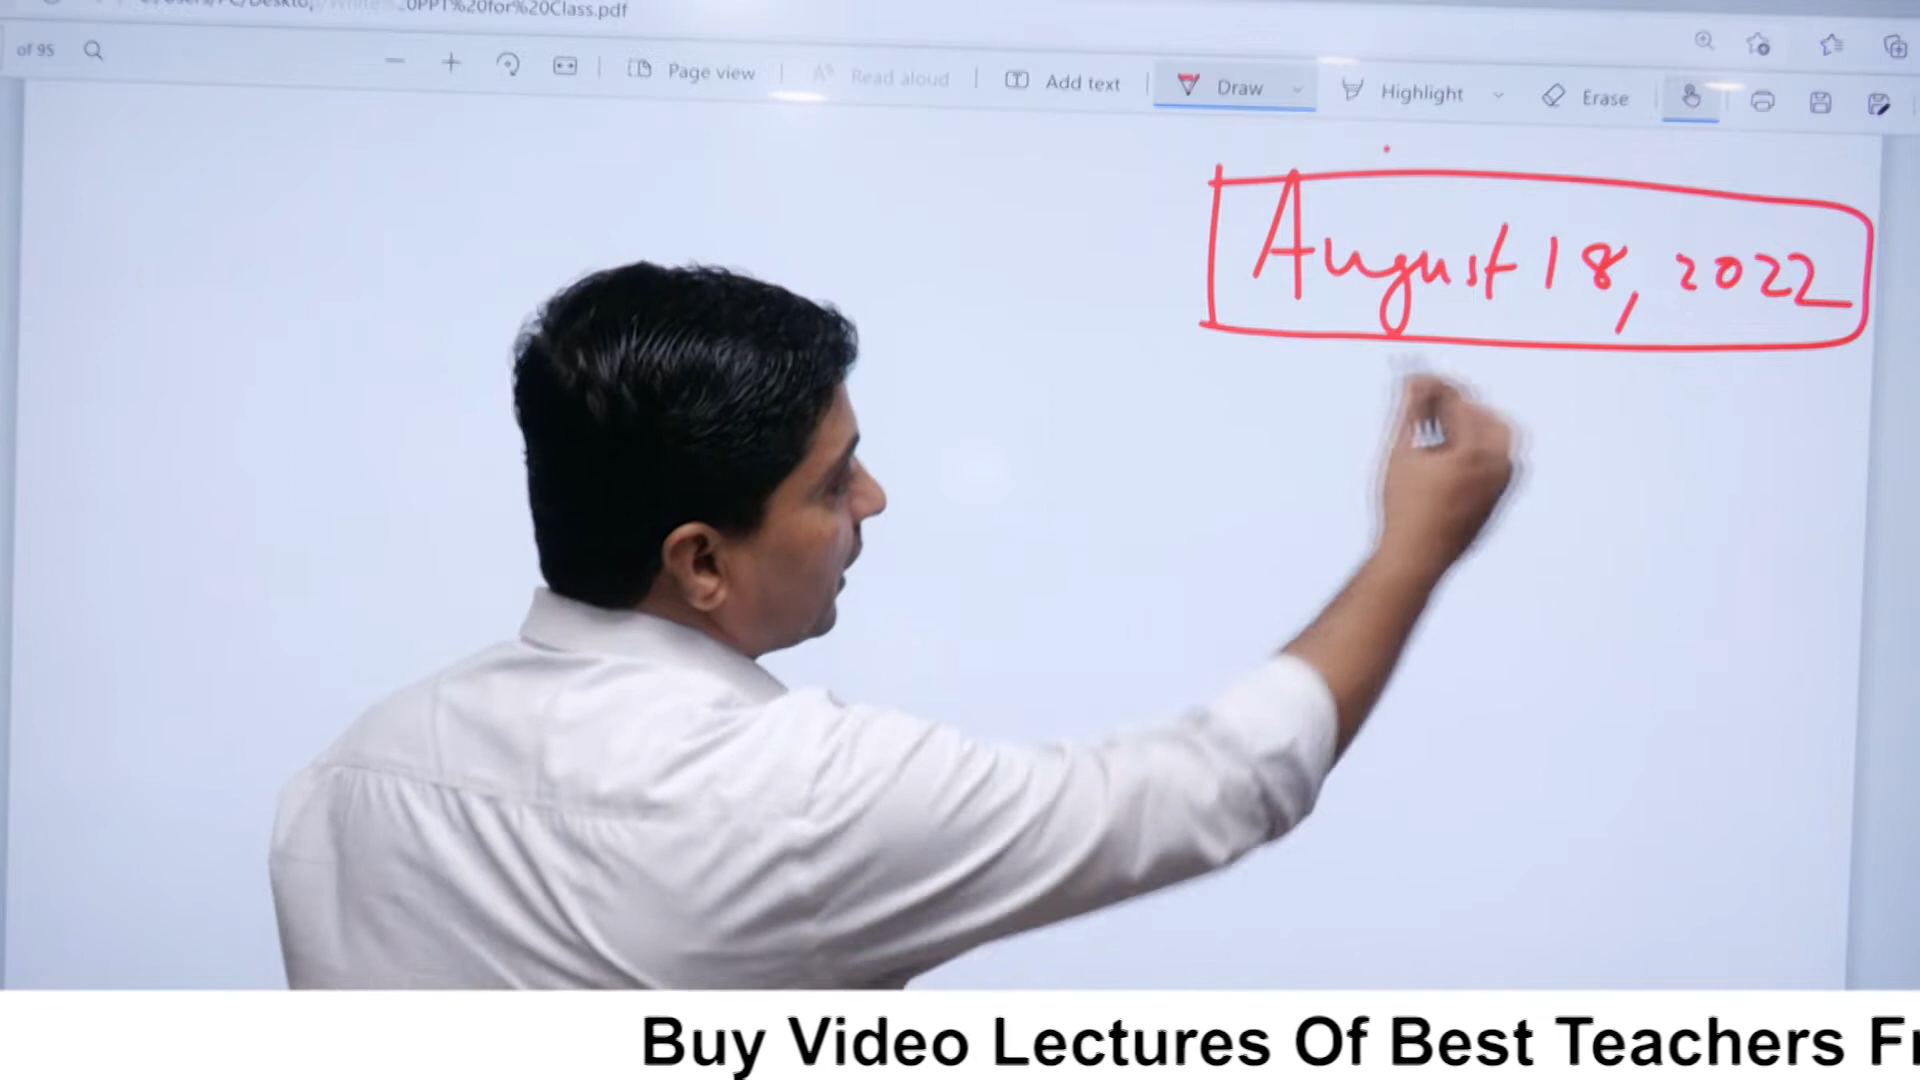 0PPT%20for%20Class.pdf
of 95
Page view
Read aloud
Add text
Draw
Highlight
Erase
August 18, 2022
Buy Video Lectures Of Best Teachers